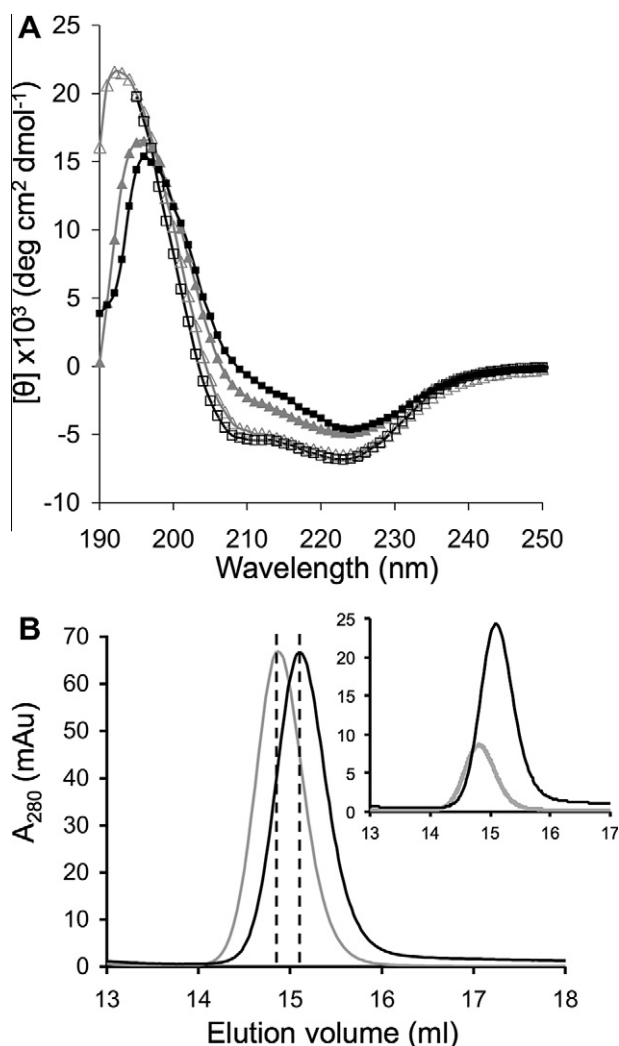 A
[θ] x10³ (deg cm² dmol⁻¹)
25
20
15
10
5
0
-5
-10
190 200 210 220 230 240 250
Wavelength (nm)
B
A₂₈₀ (mAu)
70
60
50
40
30
20
10
0
13 14 15 16 17 18
Elution volume (ml)
25
20
15
10
5
0
13 14 15 16 17